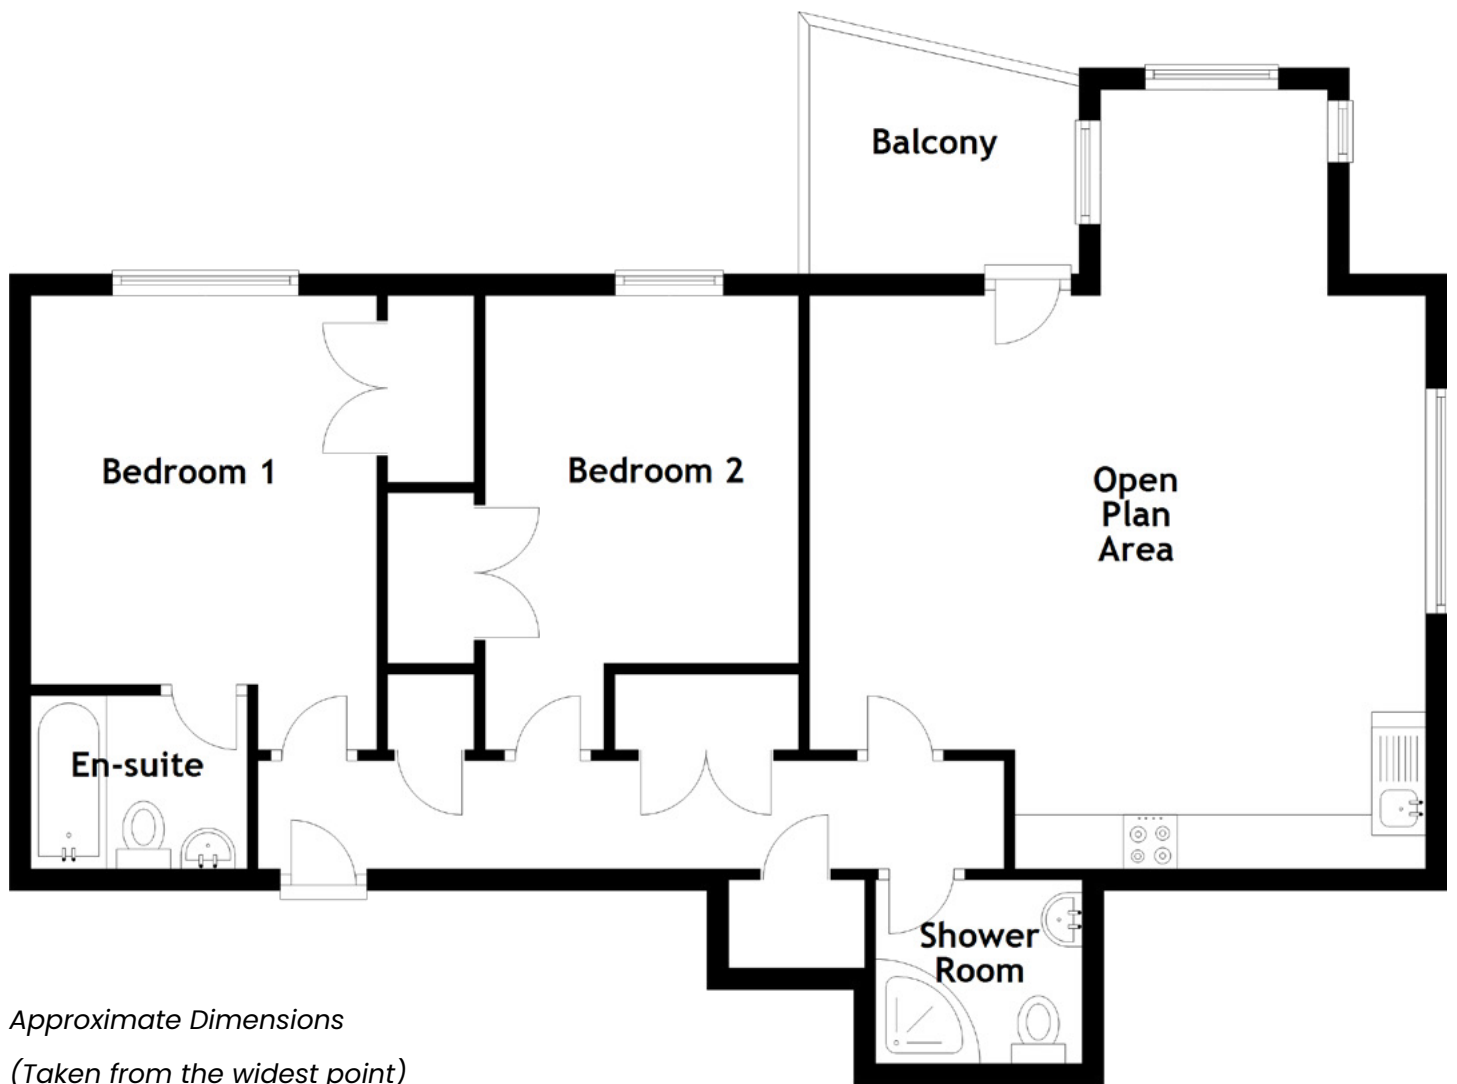 Balcony
Bedroom 1
Bedroom 2
Open
Plan
Area
En-suite
Shower
Room
Approximate Dimensions
(Taken from the widest point)